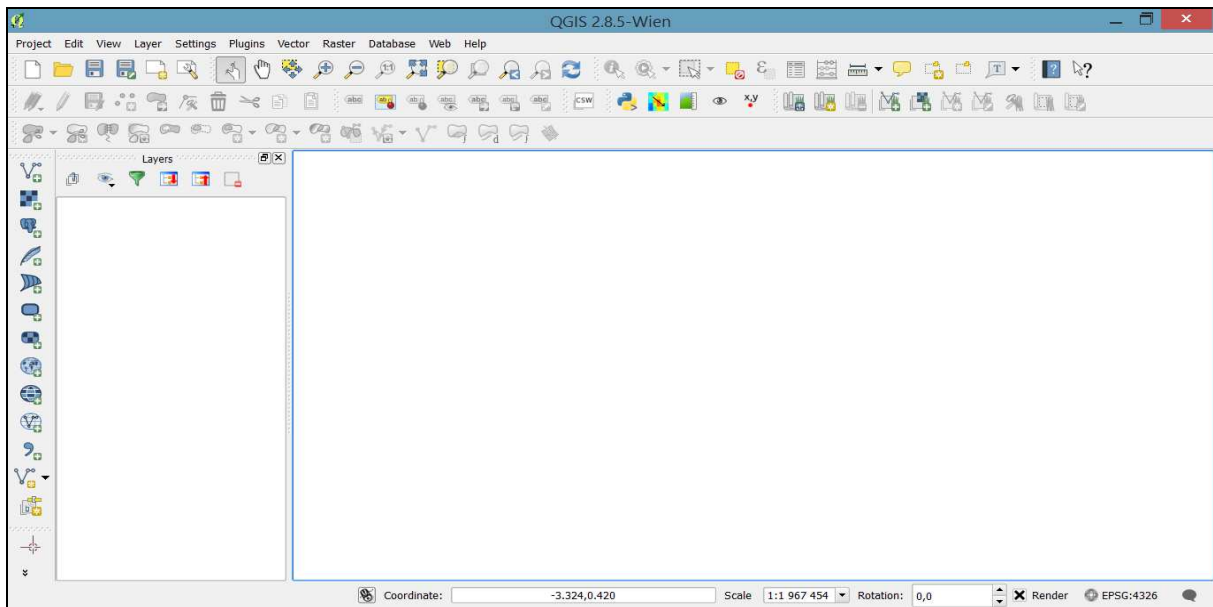 QGIS 2.8.5-Wien
Project Edit View Layer Settings Plugins Vector Raster Database Web Help
CSW x,y
Layers
Coordinate: -3.324,0.420 Scale 1:1 967 454 Rotation: 0,0 Render EPSG:4326